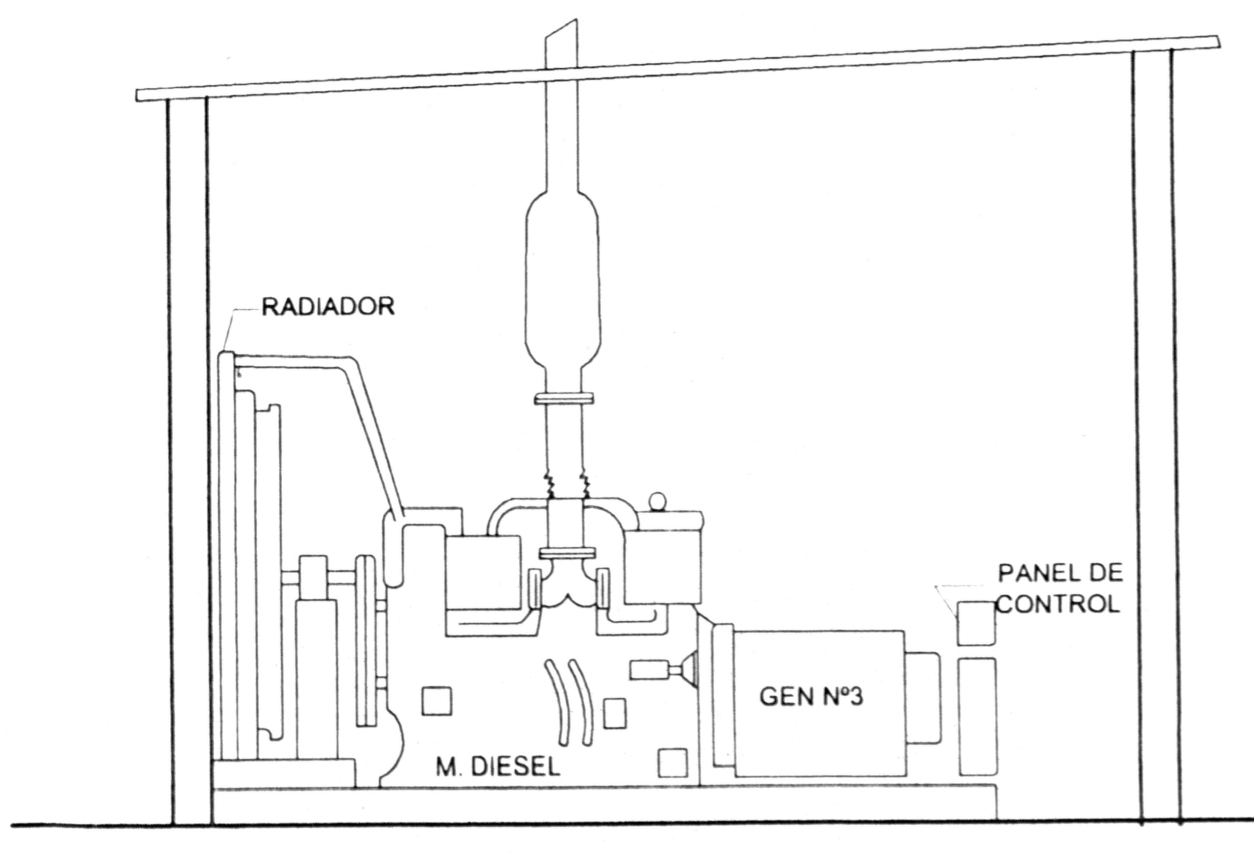 RADIADOR
PANEL DE
CONTROL
GEN Nº3
M. DIESEL